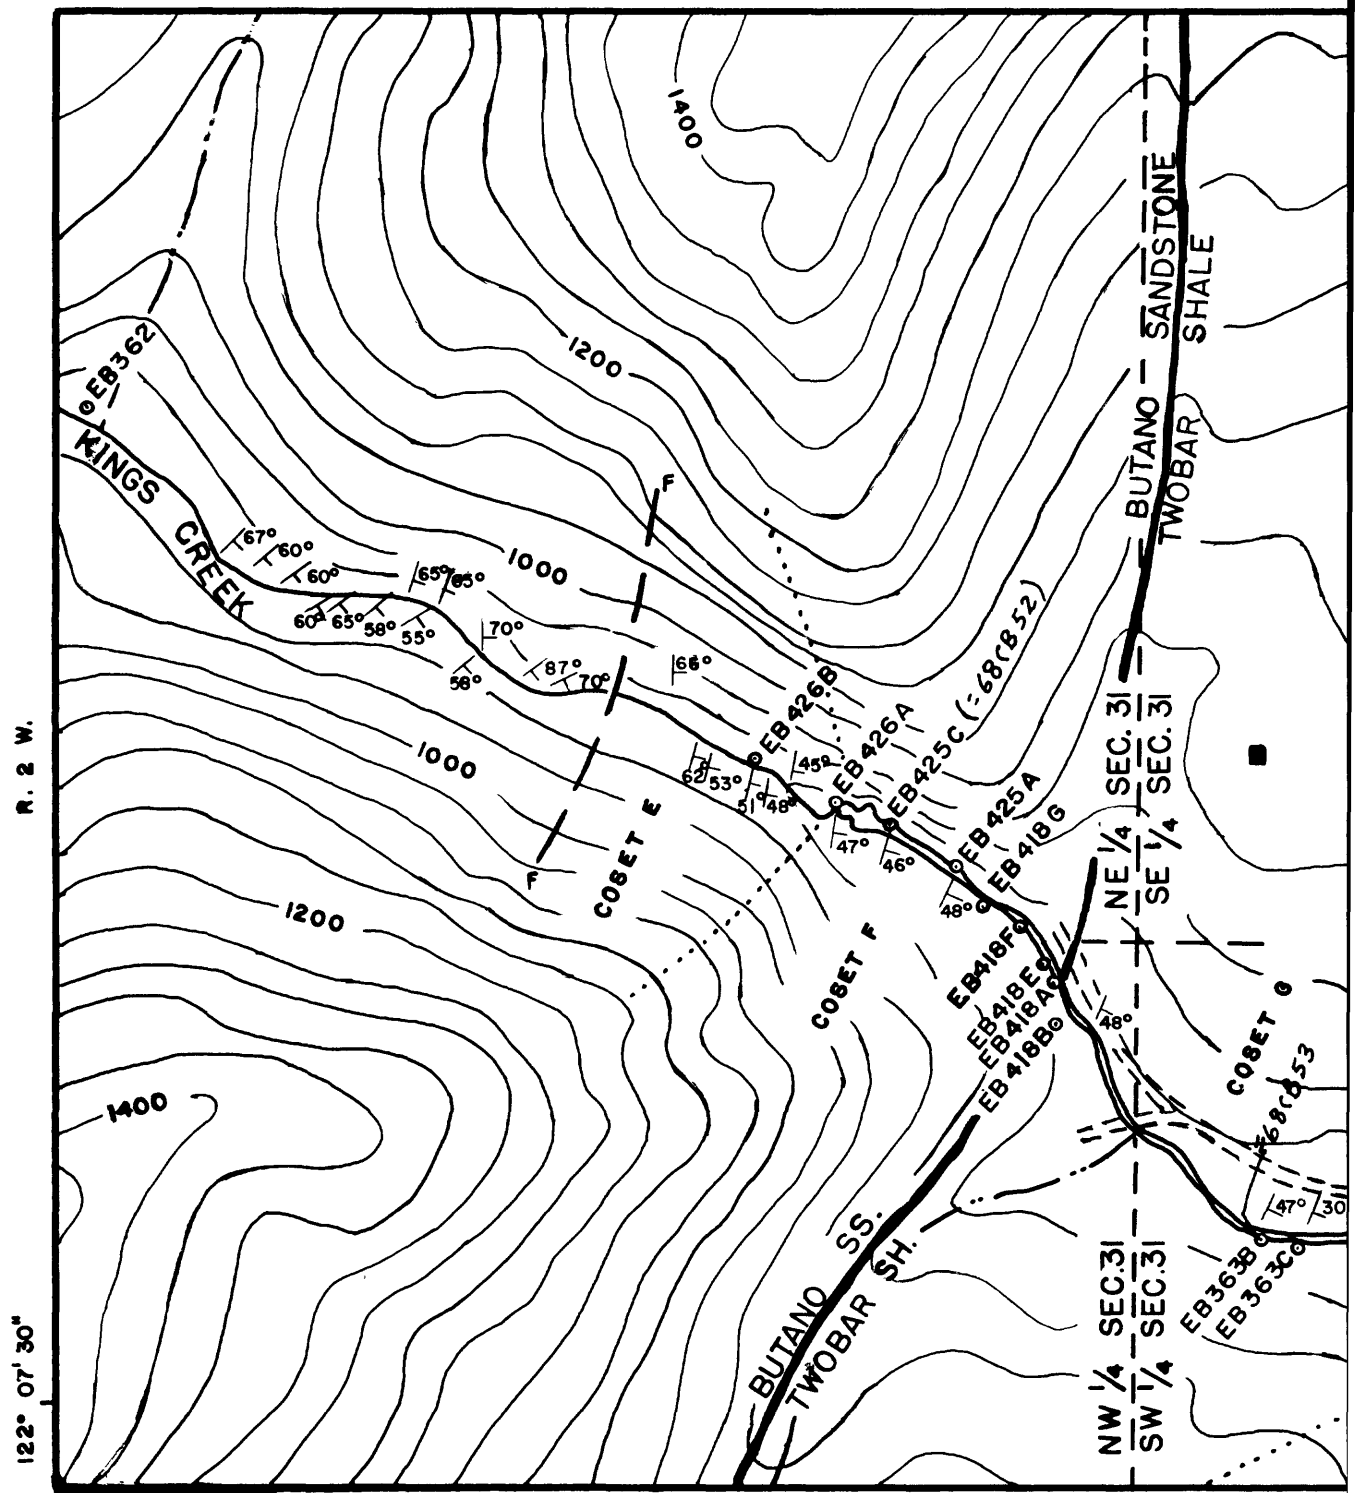 1400
BUTANO SANDSTONE
TWOBAR SHALE
1200
EB362
KINGS CREEK
F
67°
60°
60°
65°
65°
1000
60°
65°
58°
55°
70°
58°
87°
70°
66°
R. 2 W.
1000
EB426B
EB426A
EB425C (=68CB52)
EB425A
EB418G
62°
53°
51°
48°
45°
47°
46°
48°
F
COSET E
NE 1/4 SEC. 31
SE 1/4 SEC. 31
1200
COSET F
EB418F
EB418E
EB418A
EB418B
48°
COSET G
=68CB53
1400
47°
30
BUTANO SS.
TWOBAR SH.
EB363B
EB363C
NW 1/4 SEC.31
SW 1/4 SEC.31
122° 07' 30"